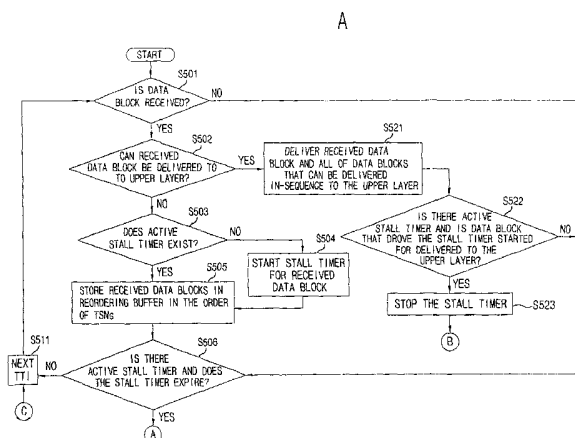 A
START
S501
IS DATA
BLOCK RECEIVED?
NO
YES
S502
CAN RECEIVED
DATA BLOCK BE DELIVERED TO
TO UPPER LAYER?
YES
S521
DELIVER RECEIVED DATA
BLOCK AND ALL OF DATA BLOCKS
THAT CAN BE DELIVERED
IN-SEQUENCE TO THE UPPER LAYER
NO
S503
DOES ACTIVE
STALL TIMER EXIST?
NO
S504
START STALL TIMER
FOR RECEIVED
DATA BLOCK
S522
IS THERE ACTIVE
STALL TIMER AND IS DATA BLOCK
THAT DROVE THE STALL TIMER STARTED
FOR DELIVERED TO THE
UPPER LAYER?
NO
YES
S505
STORE RECEIVED DATA BLOCKS IN
REORDERING BUFFER IN THE ORDER
OF TSNs
YES
STOP THE STALL TIMER
S523
B
S511
NEXT
TTI
NO
S506
IS THERE
ACTIVE STALL TIMER AND DOES
THE STALL TIMER EXPIRE?
C
YES
A